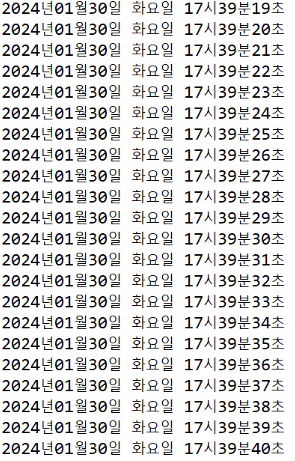 2024년01월30일 화요일 17시39분19초
2024년01월30일 화요일 17시39분20초
2024년01월30일 화요일 17시39분21초
2024년01월30일 화요일 17시39분22초
2024년01월30일 화요일 17시39분23초
2024년01월30일 화요일 17시39분24초
2024년01월30일 화요일 17시39분25초
2024년01월30일 화요일 17시39분26초
2024년01월30일 화요일 17시39분27초
2024년01월30일 화요일 17시39분28초
2024년01월30일 화요일 17시39분29초
2024년01월30일 화요일 17시39분30초
2024년01월30일 화요일 17시39분31초
2024년01월30일 화요일 17시39분32초
2024년01월30일 화요일 17시39분33초
2024년01월30일 화요일 17시39분34초
2024년01월30일 화요일 17시39분35초
2024년01월30일 화요일 17시39분36초
2024년01월30일 화요일 17시39분37초
2024년01월30일 화요일 17시39분38초
2024년01월30일 화요일 17시39분39초
2024년01월30일 화요일 17시39분40초